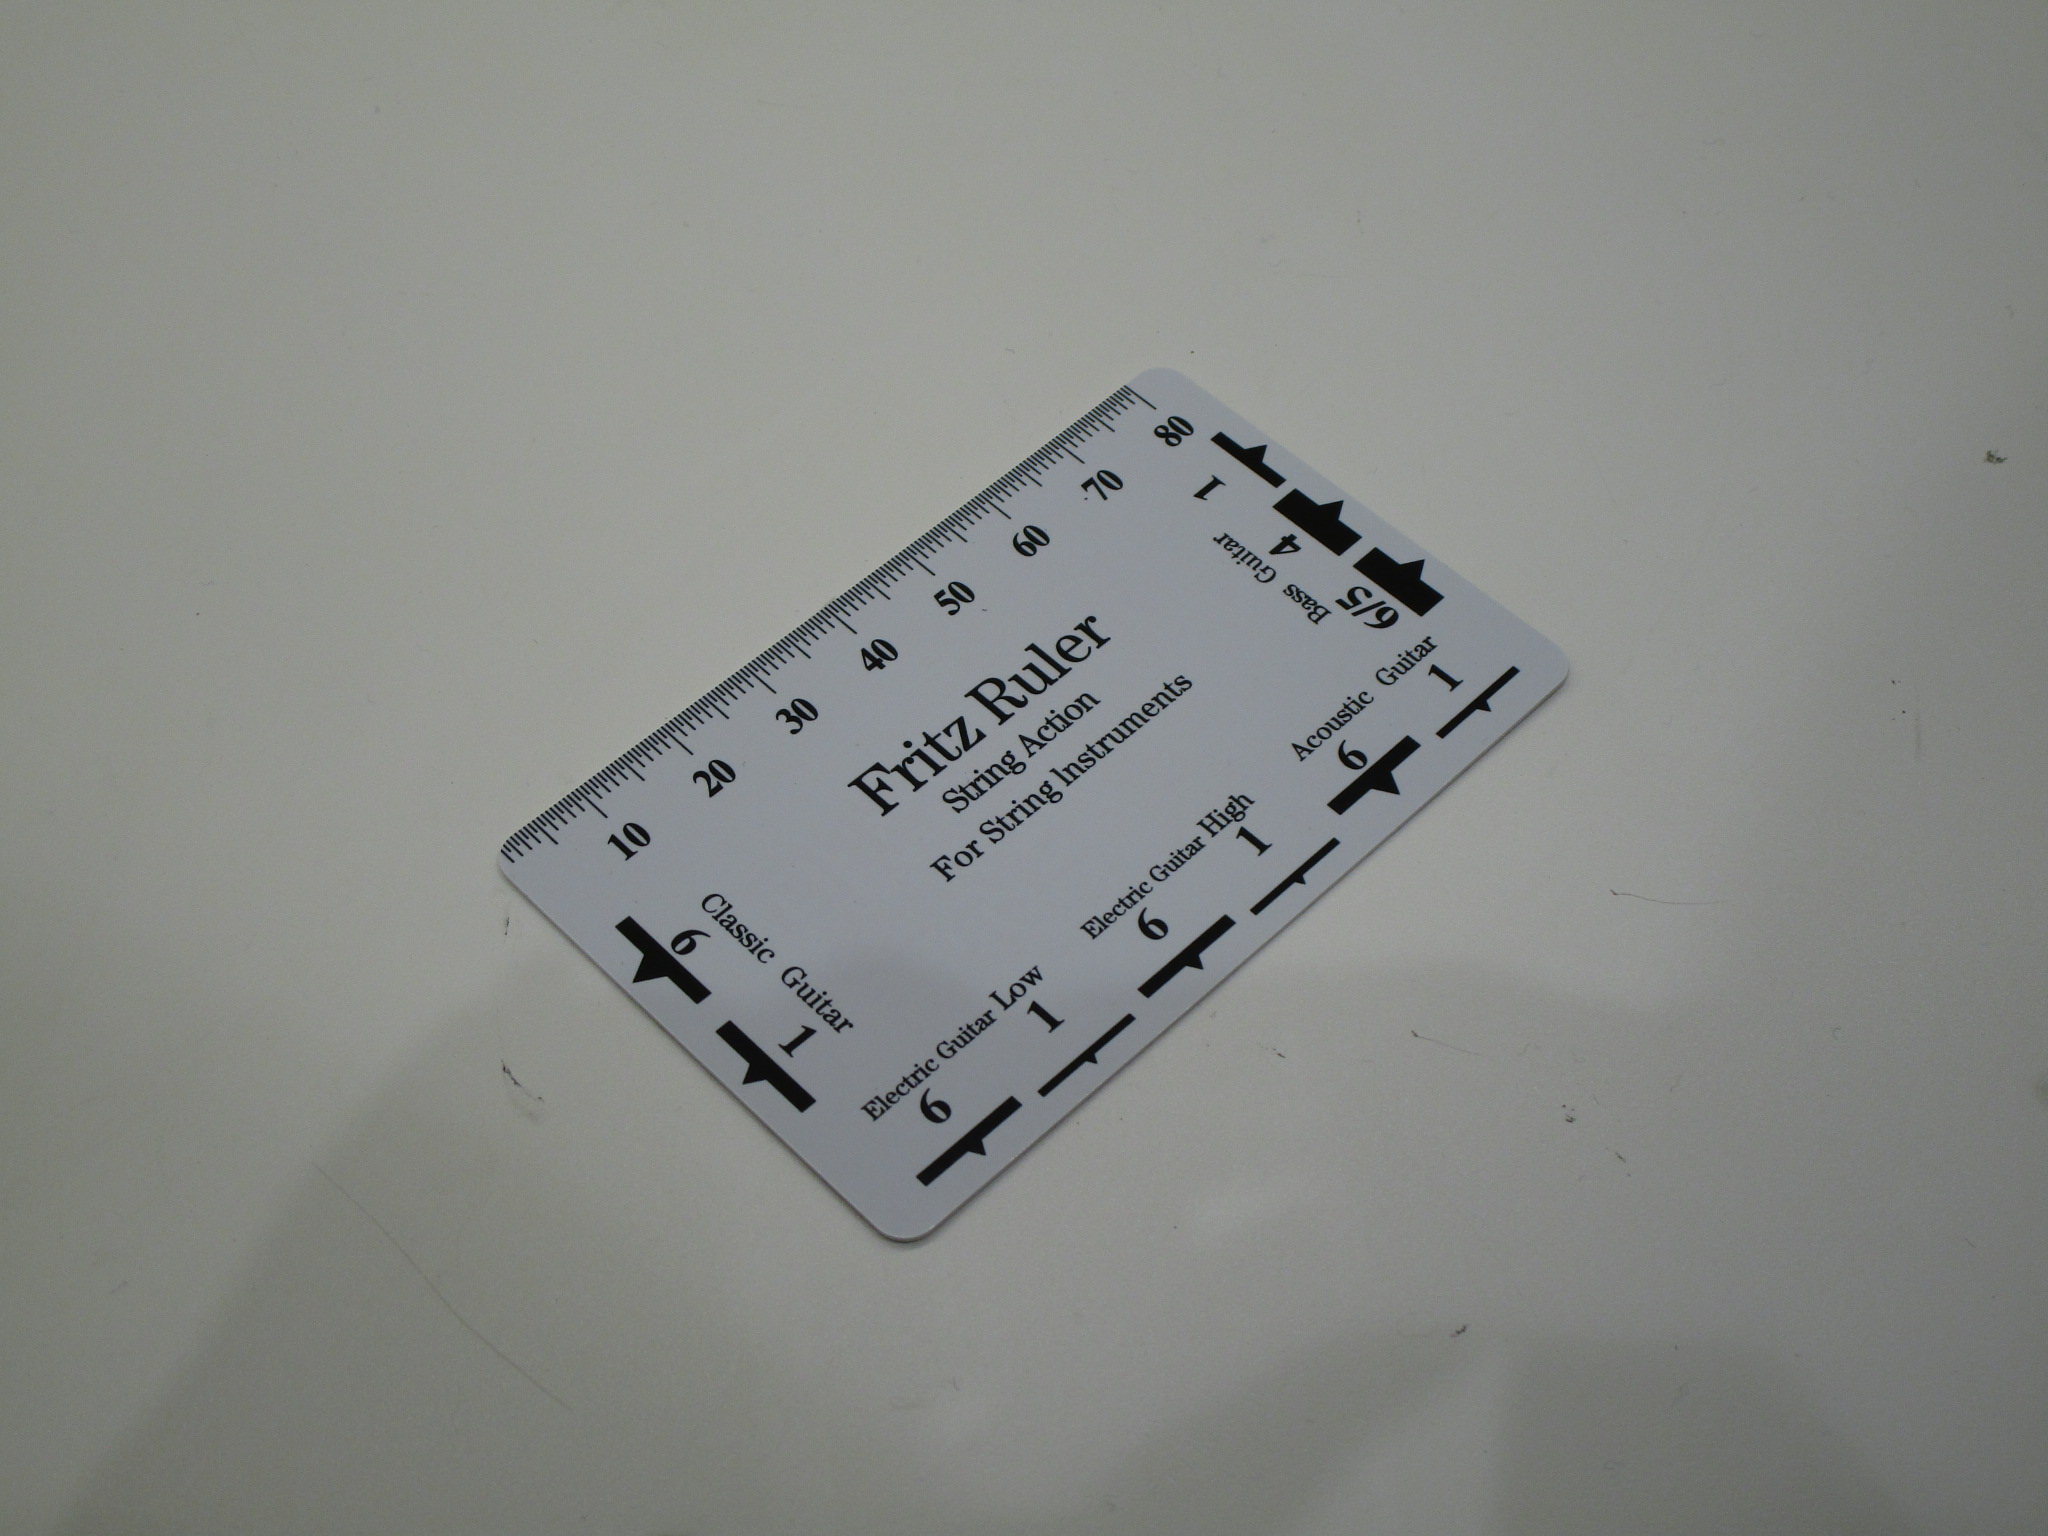 10 20 30 40 50 60 70 80
Fritz Ruler
String Action
For String Instruments
Classic Guitar
6 1
Electric Guitar Low
6 1
Electric Guitar High
6 1
Acoustic Guitar
6 1
Bass Guitar
6/5 4 1